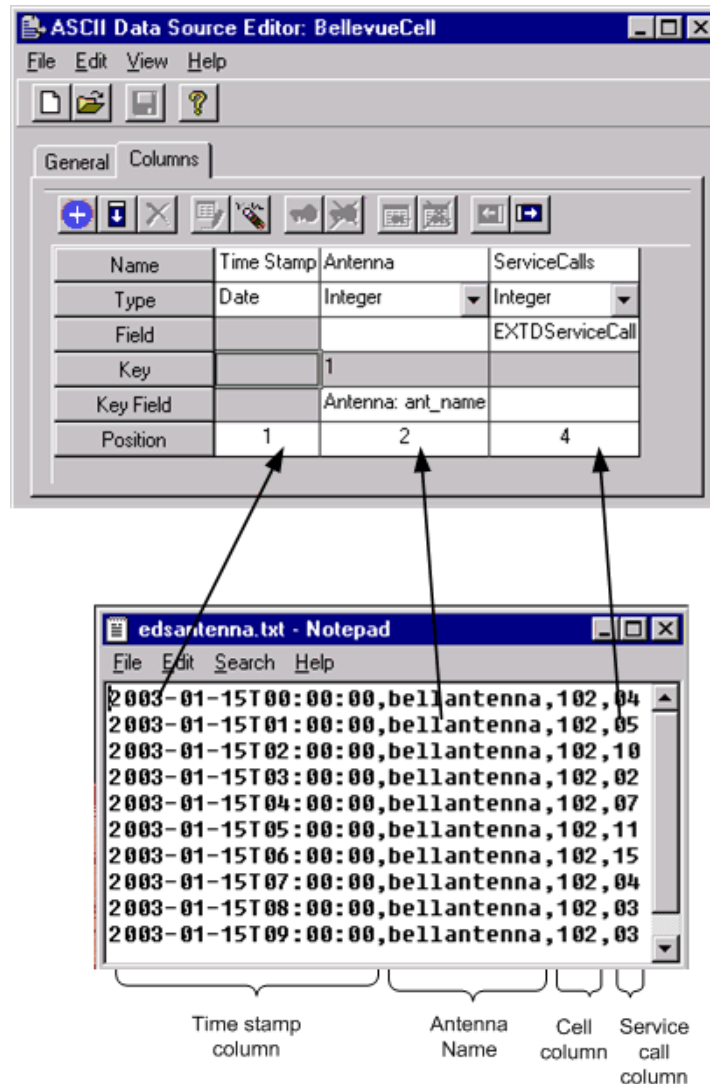 ASCII Data Source Editor: BellevueCell
File Edit View Help
General Columns
Name Time Stamp Antenna ServiceCalls
Type Date Integer Integer
Field EXTDServiceCall
Key 1
Key Field Antenna: ant_name
Position 1 2 4
edsantenna.txt - Notepad
File Edit Search Help
2003-01-15T00:00:00,bellantenna,102,04
2003-01-15T01:00:00,bellantenna,102,05
2003-01-15T02:00:00,bellantenna,102,10
2003-01-15T03:00:00,bellantenna,102,02
2003-01-15T04:00:00,bellantenna,102,07
2003-01-15T05:00:00,bellantenna,102,11
2003-01-15T06:00:00,bellantenna,102,15
2003-01-15T07:00:00,bellantenna,102,04
2003-01-15T08:00:00,bellantenna,102,03
2003-01-15T09:00:00,bellantenna,102,03
Time stamp Antenna Cell Service
column Name column call
column